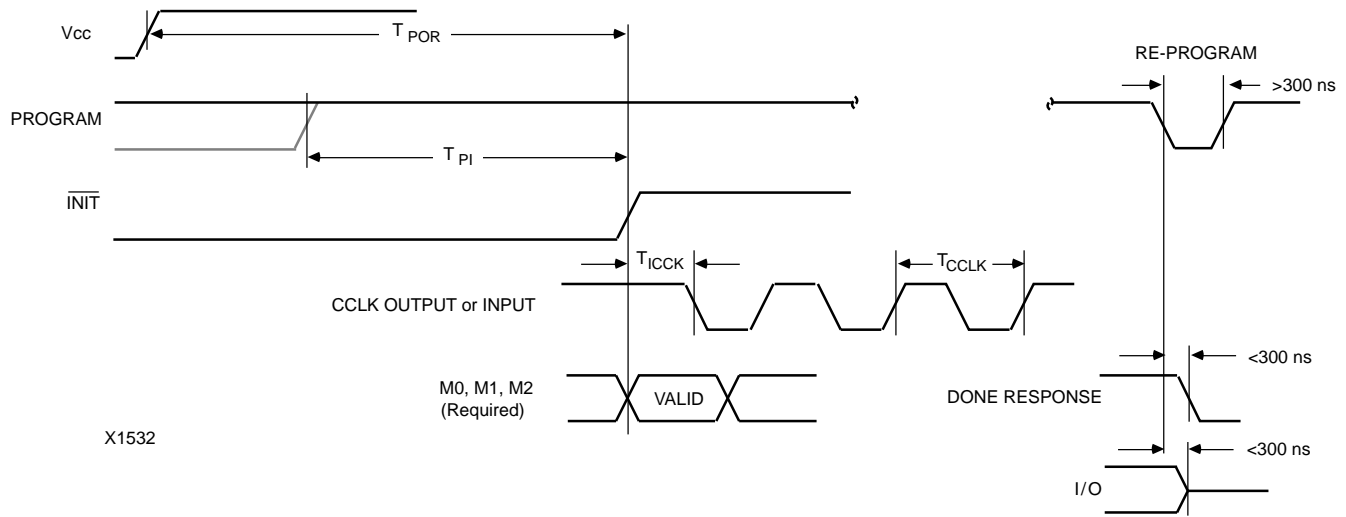 Vcc
T POR
RE-PROGRAM
>300 ns
PROGRAM
T PI
INIT
T ICCK
T CCLK
CCLK OUTPUT or INPUT
<300 ns
M0, M1, M2
(Required)
VALID
DONE RESPONSE
X1532
<300 ns
I/O